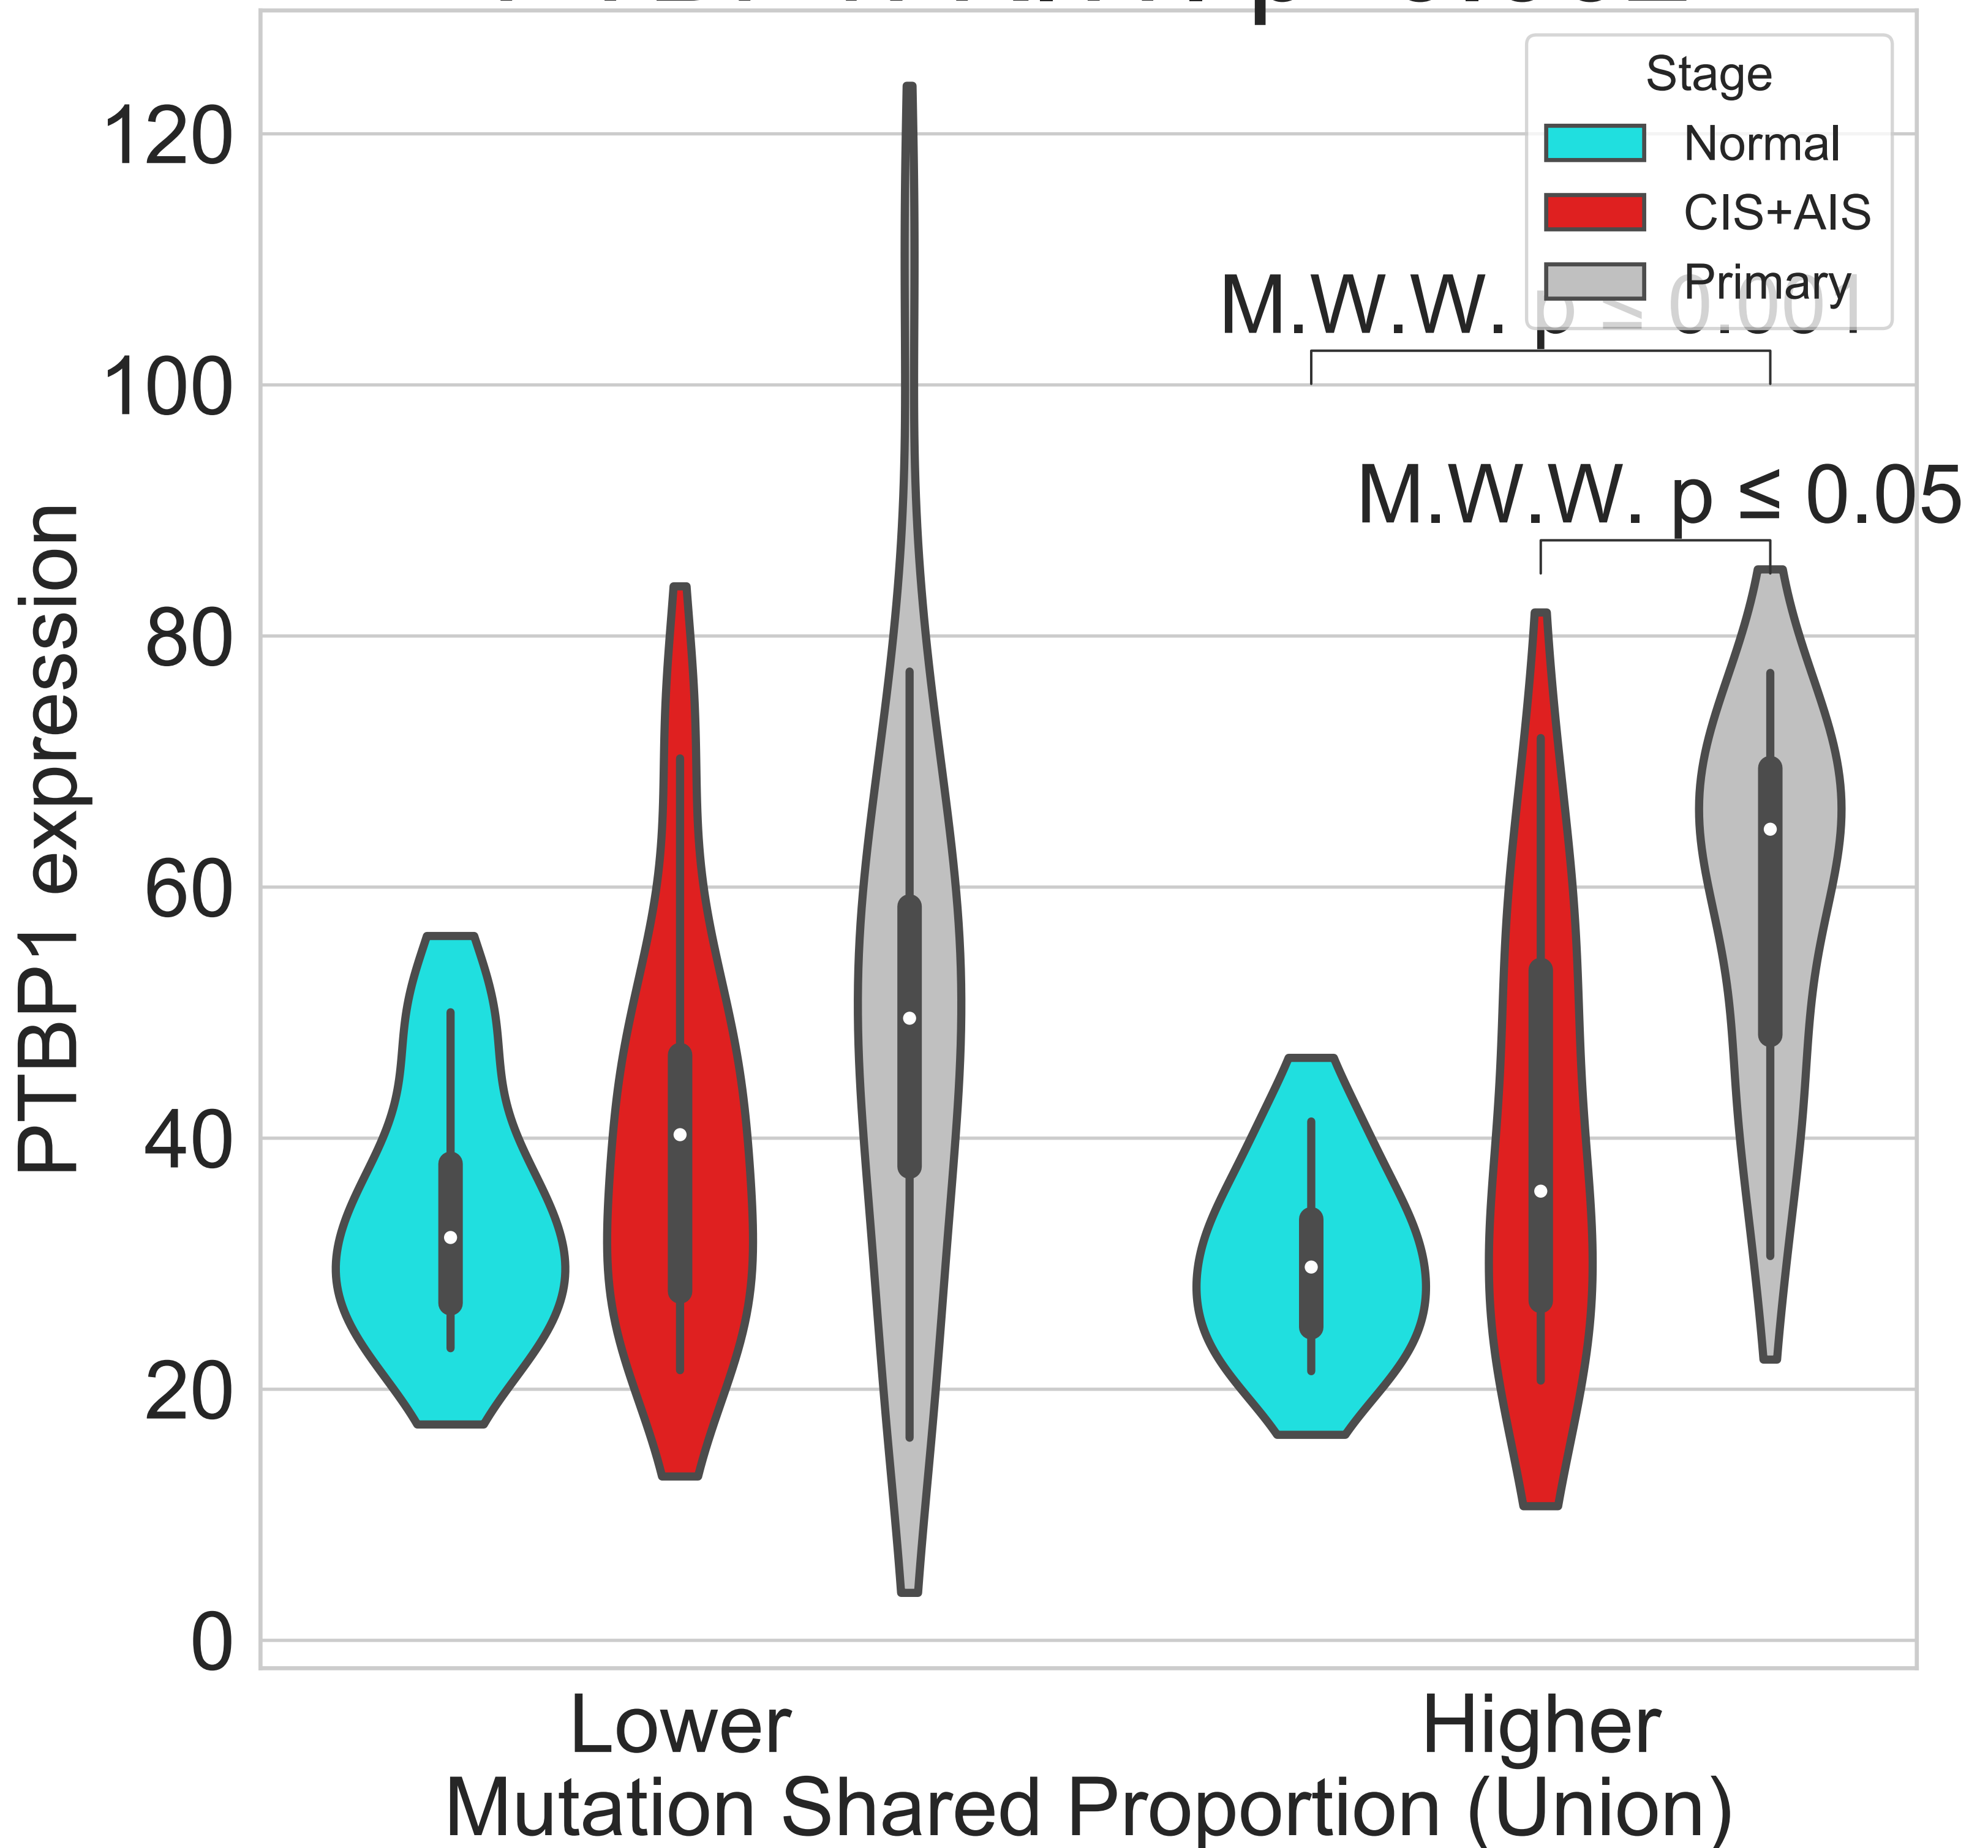 Stage
Normal
CIS+AIS
Primary
M.W.W. p ≤ 0.001
M.W.W. p ≤ 0.05
120
100
80
60
40
20
0
PTBP1 expression
Lower
Higher
Mutation Shared Proportion (Union)